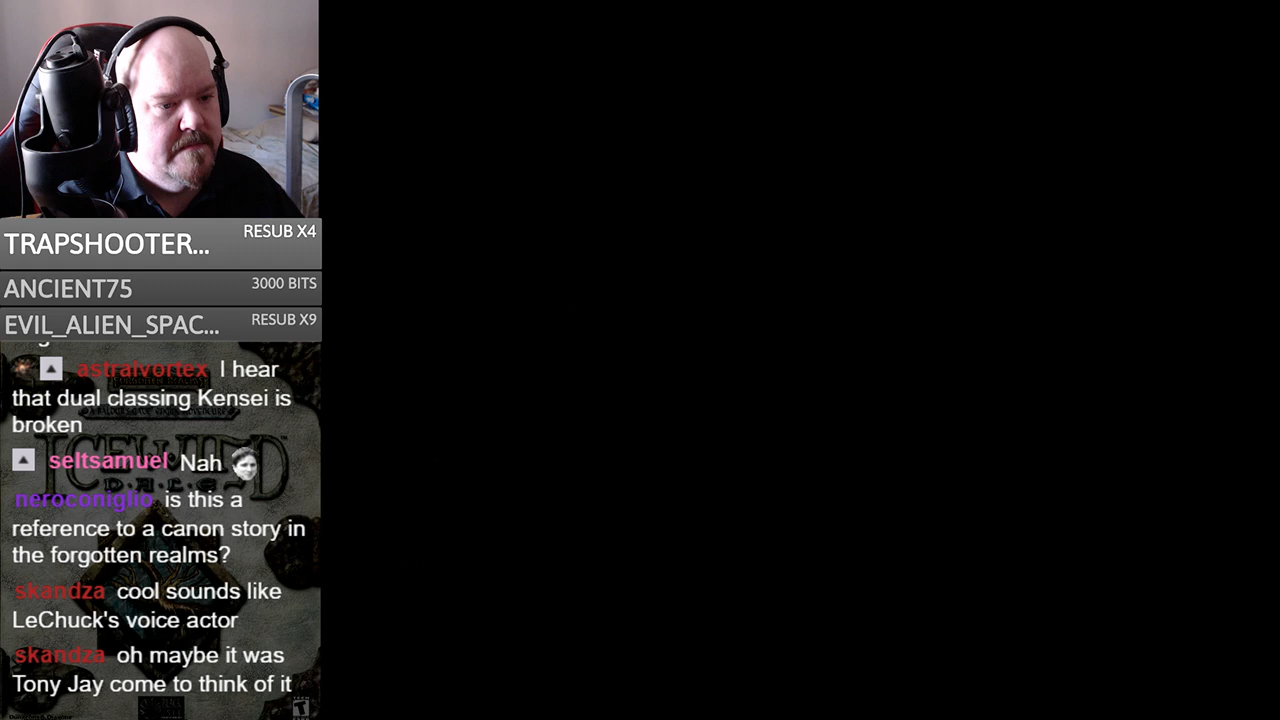 TRAPSHOOTER... RESUB X4
ANCIENT75 3000 BITS
EVIL_ALIEN_SPAC... RESUB X9
astralvortex I hear
that dual classing Kensei is
broken
ICEWIND
DALE
seltsamuel Nah
neroconiglio is this a
reference to a canon story in
the forgotten realms?
skandza cool sounds like
LeChuck's voice actor
skandza oh maybe it was
Tony Jay come to think of it
T